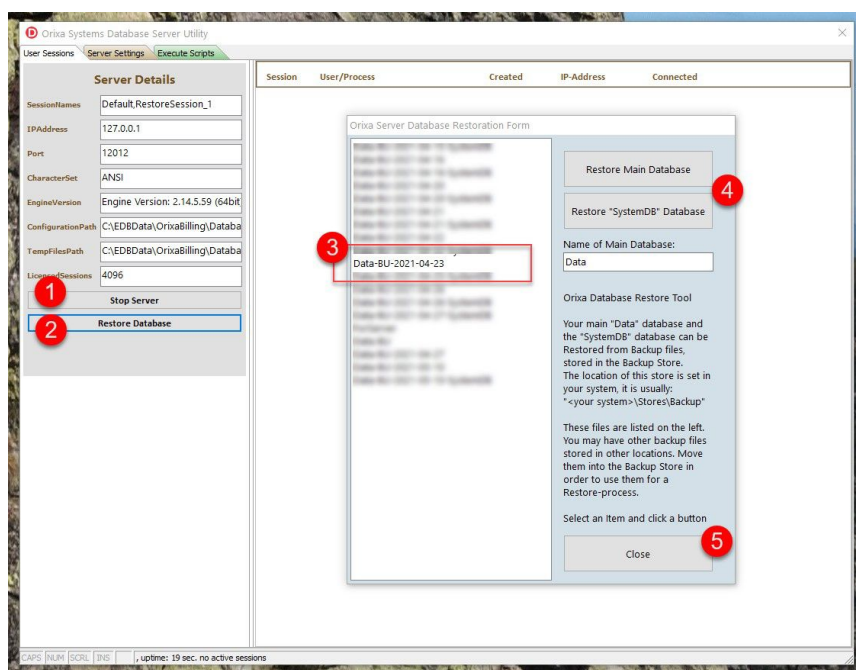 Orixa Systems Database Server Utility
User Sessions Server Settings Execute Scripts
Server Details
SessionNames Default,RestoreSession_1
IPAddress 127.0.0.1
Port 12012
CharacterSet ANSI
EngineVersion Engine Version: 2.14.5.59 (64bit
ConfigurationPath C:\EDBData\OrixaBilling\Databa
TempFilesPath C:\EDBData\OrixaBilling\Databa
LicensedSessions 4096
1
Stop Server
2
Restore Database
Session User/Process Created IP-Address Connected
Orixa Server Database Restoration Form
3
Data-BU-2021-04-23
Restore Main Database
4
Restore "SystemDB" Database
Name of Main Database:
Data
Orixa Database Restore Tool
Your main "Data" database and
the "SystemDB" database can be
Restored from Backup files,
stored in the Backup Store.
The location of this store is set in
your system, it is usually:
"<your system>\Stores\Backup"
These files are listed on the left.
You may have other backup files
stored in other locations. Move
them into the Backup Store in
order to use them for a
Restore-process.
Select an Item and click a button
5
Close
CAPS NUM SCRL INS , uptime: 19 sec. no active sessions